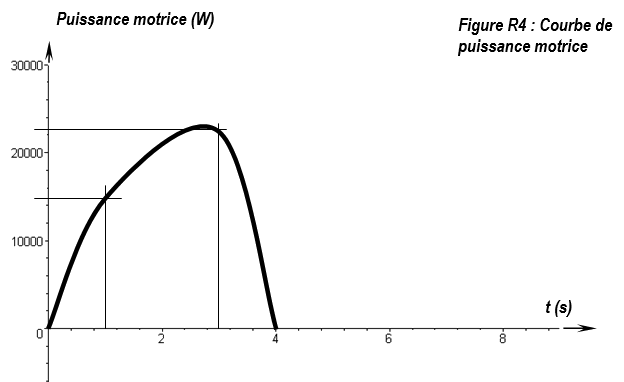 Puissance motrice (W)
Figure R4 : Courbe de
puissance motrice
30000
20000
10000
0
2
4
6
8
t (s)